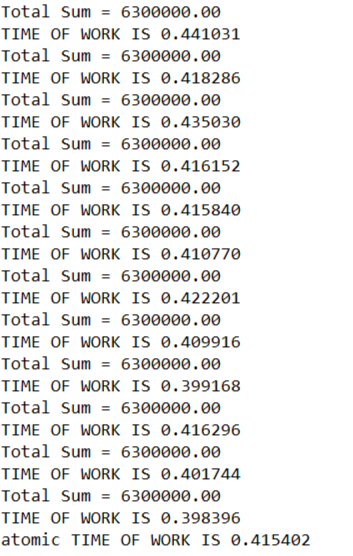 Total Sum = 6300000.00
TIME OF WORK IS 0.441031
Total Sum = 6300000.00
TIME OF WORK IS 0.418286
Total Sum = 6300000.00
TIME OF WORK IS 0.435030
Total Sum = 6300000.00
TIME OF WORK IS 0.416152
Total Sum = 6300000.00
TIME OF WORK IS 0.415840
Total Sum = 6300000.00
TIME OF WORK IS 0.410770
Total Sum = 6300000.00
TIME OF WORK IS 0.422201
Total Sum = 6300000.00
TIME OF WORK IS 0.409916
Total Sum = 6300000.00
TIME OF WORK IS 0.399168
Total Sum = 6300000.00
TIME OF WORK IS 0.416296
Total Sum = 6300000.00
TIME OF WORK IS 0.401744
Total Sum = 6300000.00
TIME OF WORK IS 0.398396
atomic TIME OF WORK IS 0.415402